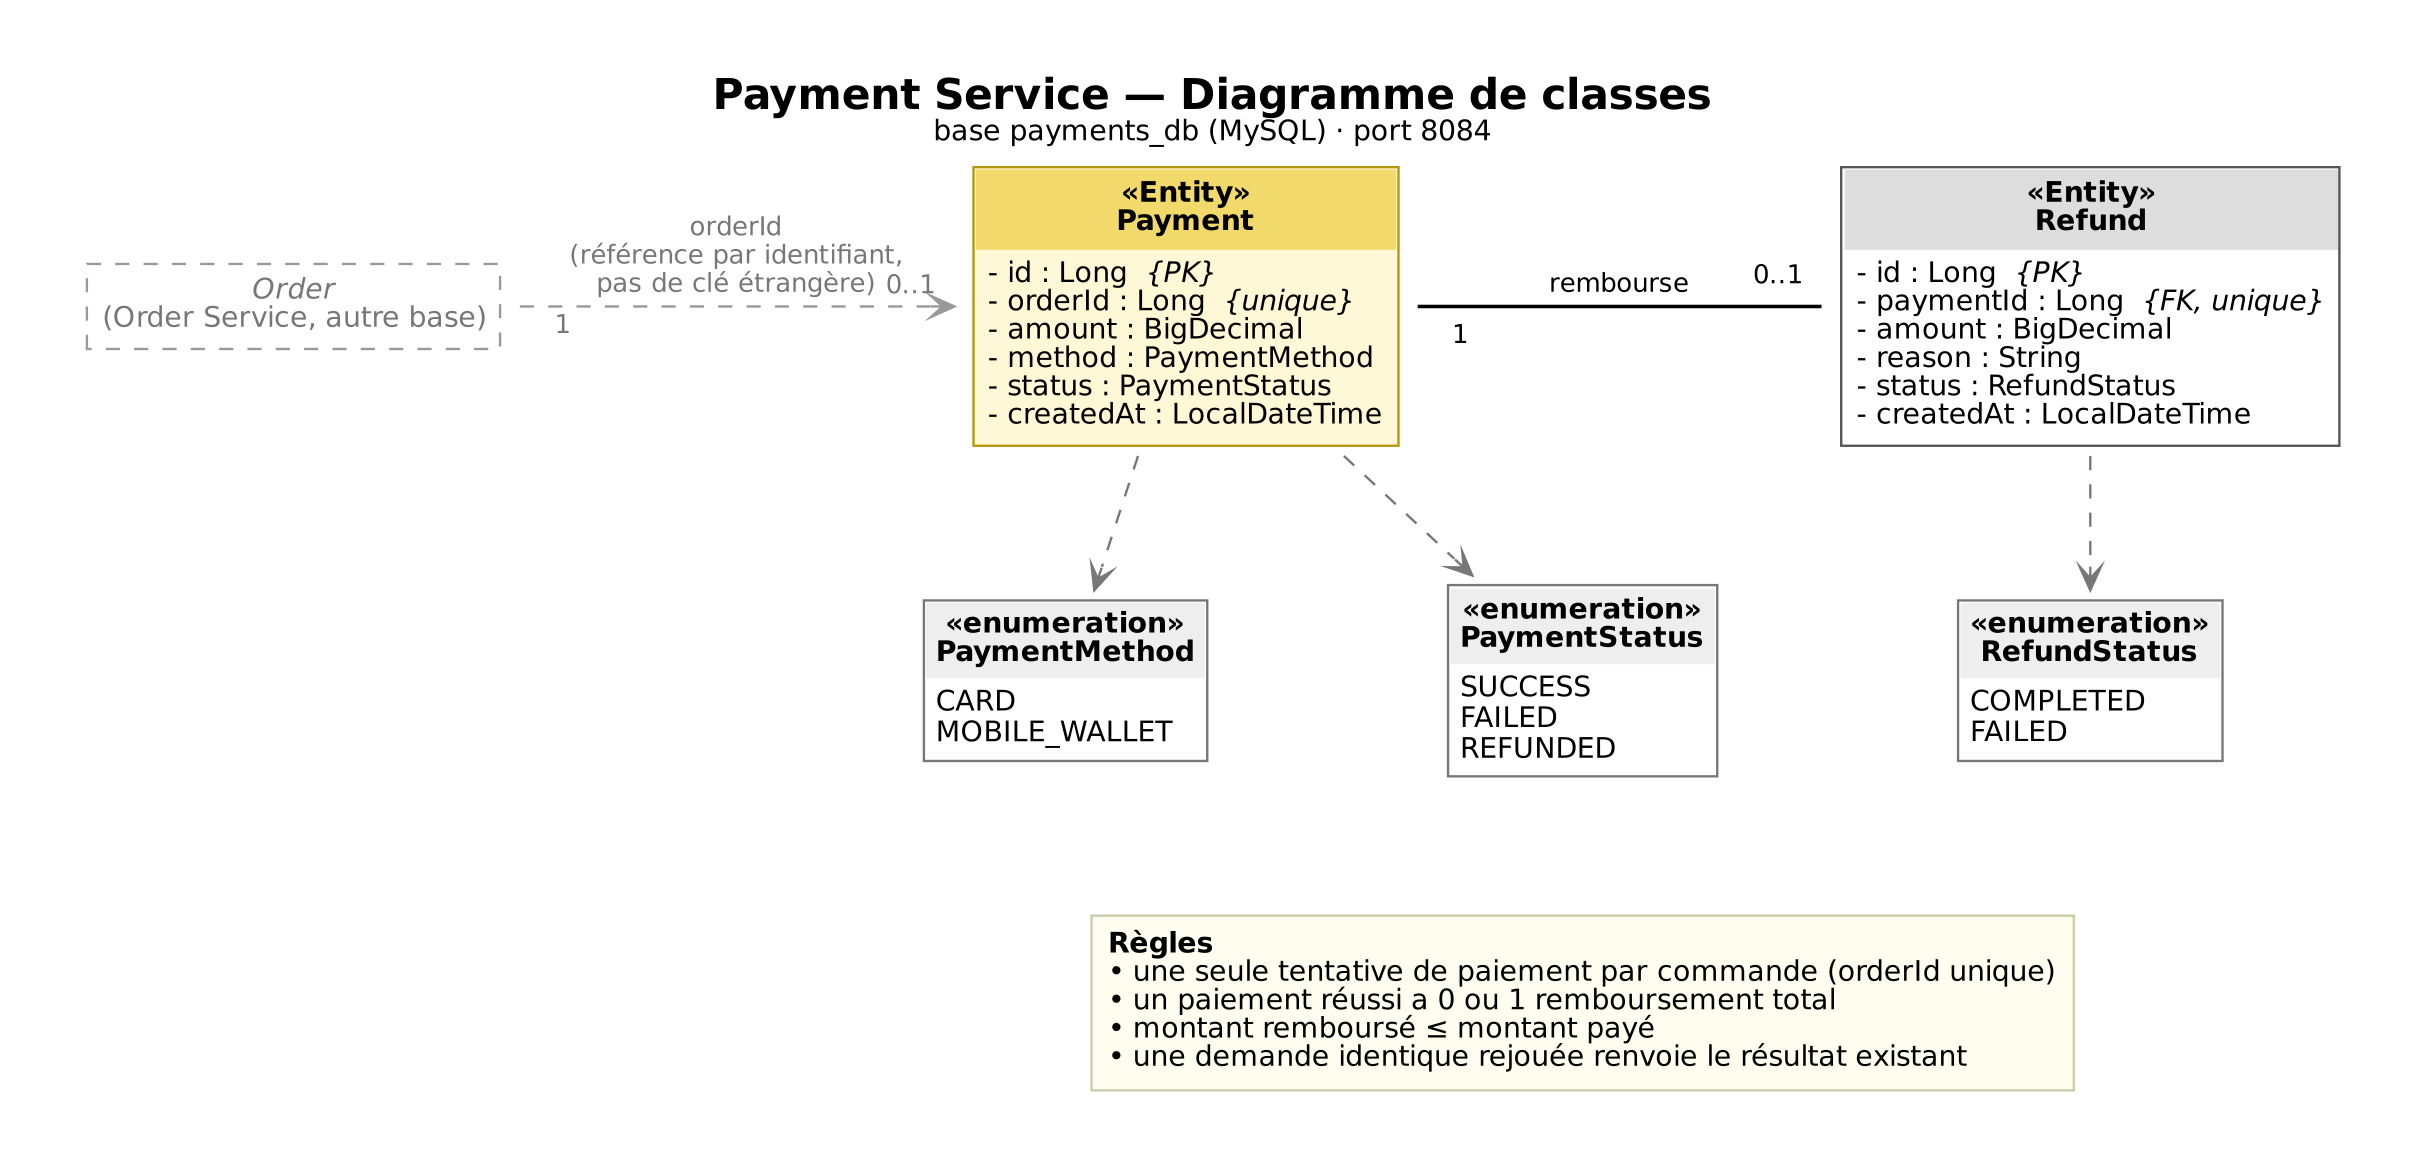 Payment Service — Diagramme de classes
base payments_db (MySQL) · port 8084
Order
(Order Service, autre base)
orderId
(référence par identifiant,
pas de clé étrangère)
0..1
1
«Entity»
Payment
- id : Long {PK}
- orderId : Long {unique}
- amount : BigDecimal
- method : PaymentMethod
- status : PaymentStatus
- createdAt : LocalDateTime
rembourse
0..1
1
«Entity»
Refund
- id : Long {PK}
- paymentId : Long {FK, unique}
- amount : BigDecimal
- reason : String
- status : RefundStatus
- createdAt : LocalDateTime
«enumeration»
PaymentMethod
CARD
MOBILE_WALLET
«enumeration»
PaymentStatus
SUCCESS
FAILED
REFUNDED
«enumeration»
RefundStatus
COMPLETED
FAILED
Règles
• une seule tentative de paiement par commande (orderId unique)
• un paiement réussi a 0 ou 1 remboursement total
• montant remboursé ≤ montant payé
• une demande identique rejouée renvoie le résultat existant